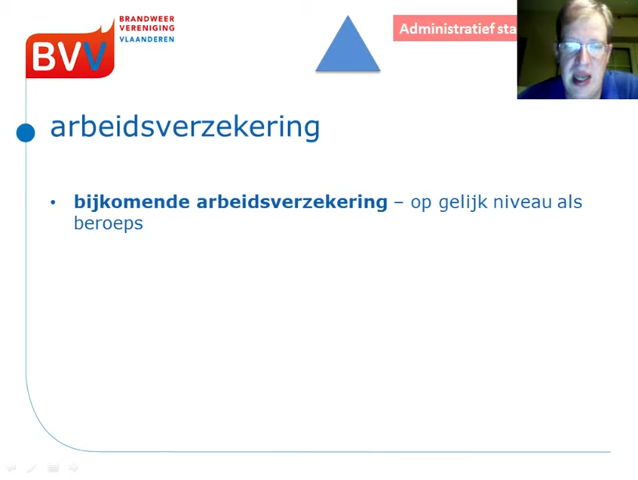 BVV
BRANDWEER
VERENIGING
VLAANDEREN
Administratief sta
arbeidsverzekering
• bijkomende arbeidsverzekering – op gelijk niveau als
beroeps